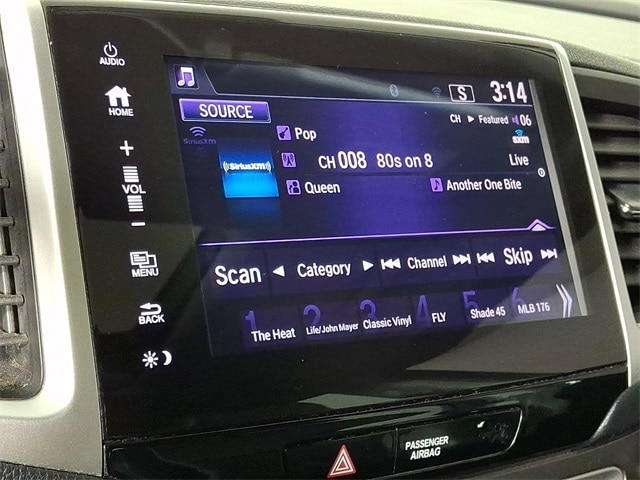 AUDIO
S 3:14
SOURCE
CH Featured 06
HOME
SiriusXM
Pop
sxm
((SiriusXM))
CH 008 80s on 8
Live
VOL
Queen
Another One Bite
Scan Category Channel Skip
MENU
1 2 3 4 5 6
The Heat Life/John Mayer Classic Vinyl FLY Shade 45 MLB 176
BACK
PASSENGER
AIRBAG